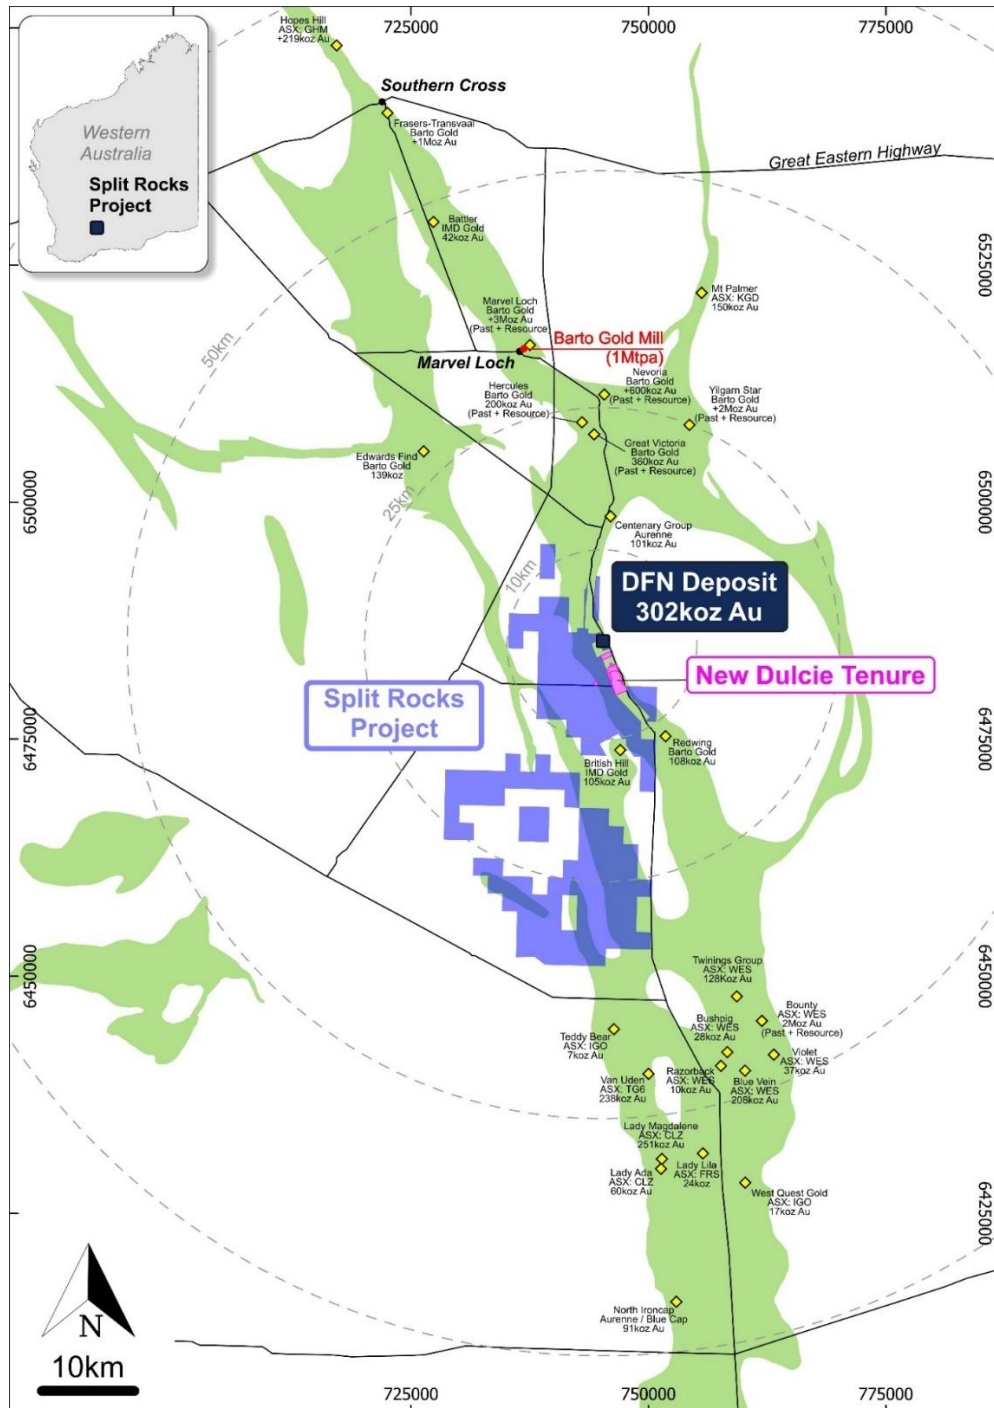 725000
750000
775000
Hopes Hill
ASX: GHM
+219koz Au
Western
Australia
Split Rocks
Project
Southern Cross
Frasers-Transvaal
Barto Gold
+1Moz Au
Great Eastern Highway
Battler
IMD Gold
42koz Au
6525000
Mt Palmer
ASX: KGD
150koz Au
Marvel Loch
Barto Gold
+3Moz Au
(Past + Resource)
50km
Barto Gold Mill
(1Mtpa)
Marvel Loch
Nevoria
Barto Gold
+600koz Au
(Past + Resource)
Hercules
Barto Gold
200koz Au
(Past + Resource)
Yilgarn Star
Barto Gold
+2Moz Au
(Past + Resource)
Great Victoria
Barto Gold
360koz Au
(Past + Resource)
Edwards Find
Barto Gold
139koz
6500000
6500000
25km
Centenary Group
Aurenne
101koz Au
10km
DFN Deposit
302koz Au
New Dulcie Tenure
Split Rocks
Project
6475000
6475000
Redwing
Barto Gold
108koz Au
British Hill
IMD Gold
105koz Au
6450000
6450000
Twinings Group
ASX: WES
128Koz Au
Bounty
ASX: WES
2Moz Au
(Past + Resource)
Bushpig
ASX: WES
28koz Au
Teddy Bear
ASX: IGO
7koz Au
Violet
ASX: WES
37koz Au
Razorback
ASX: WES
10koz Au
Blue Vein
ASX: WES
208koz Au
Van Uden
ASX: TG6
238koz Au
Lady Magdalene
ASX: CLZ
251koz Au
Lady Lila
ASX: FRS
24koz
Lady Ada
ASX: CLZ
60koz Au
West Quest Gold
ASX: IGO
17koz Au
6425000
North Ironcap
Aurenne / Blue Cap
91koz Au
N
10km
725000
750000
775000